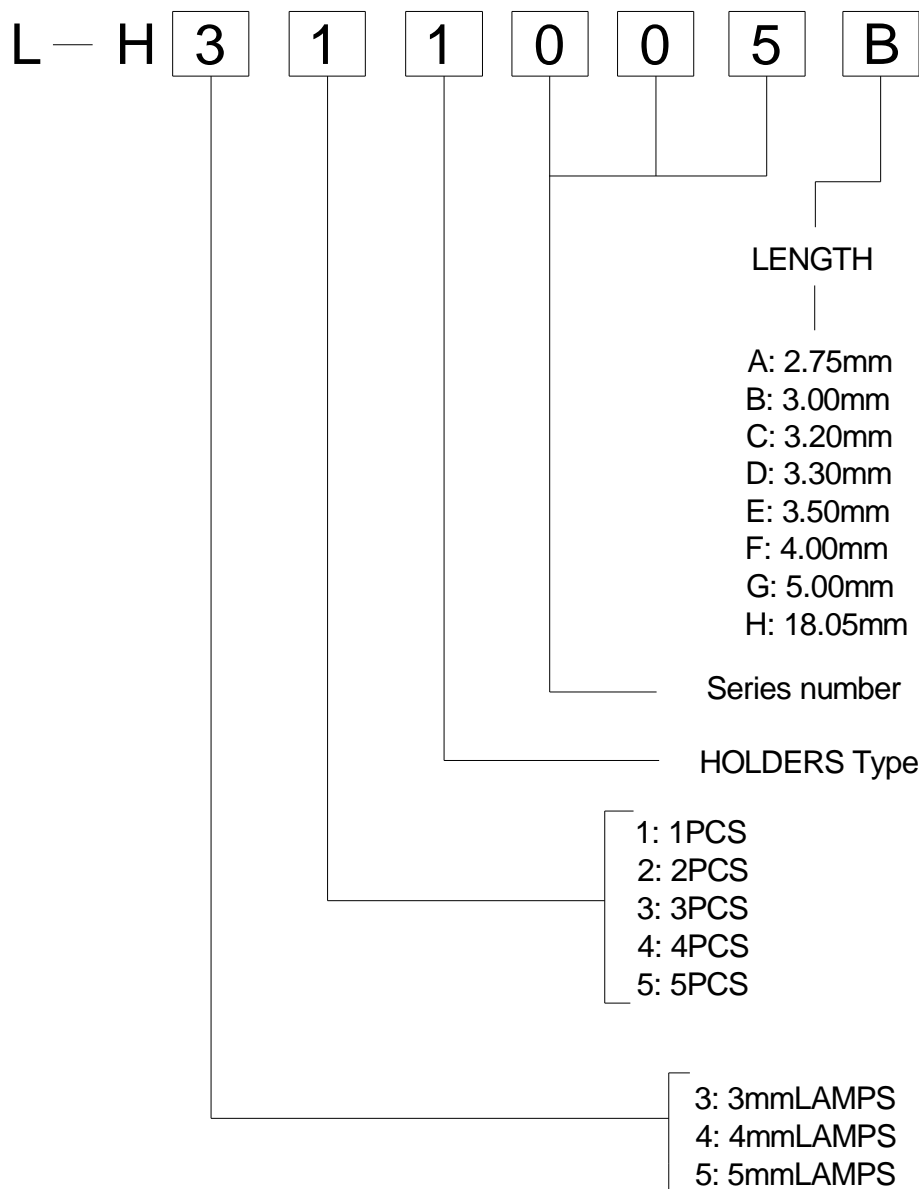 L — H 3 1 1 0 0 5 B
LENGTH
A: 2.75mm
B: 3.00mm
C: 3.20mm
D: 3.30mm
E: 3.50mm
F: 4.00mm
G: 5.00mm
H: 18.05mm
Series number
HOLDERS Type
1: 1PCS
2: 2PCS
3: 3PCS
4: 4PCS
5: 5PCS
3: 3mmLAMPS
4: 4mmLAMPS
5: 5mmLAMPS